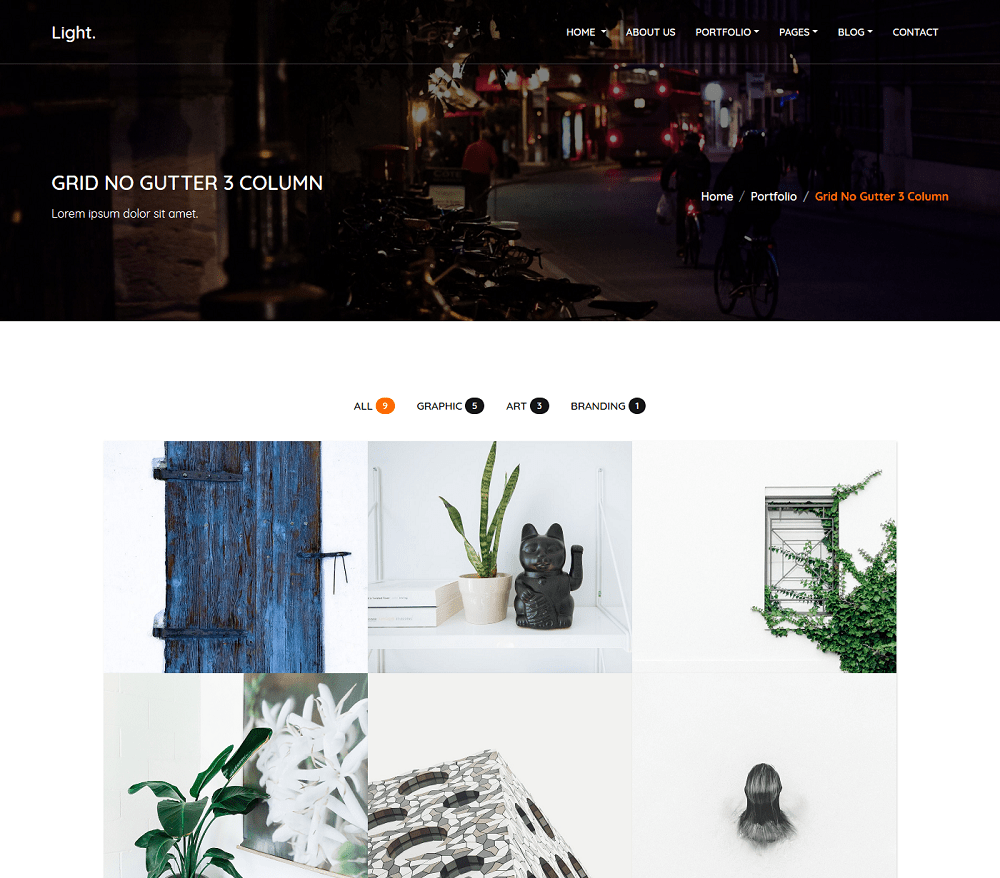 Light.
HOME ABOUT US PORTFOLIO PAGES BLOG CONTACT
GRID NO GUTTER 3 COLUMN
Lorem ipsum dolor sit amet.
Home / Portfolio / Grid No Gutter 3 Column
ALL 9 GRAPHIC 5 ART 3 BRANDING 1